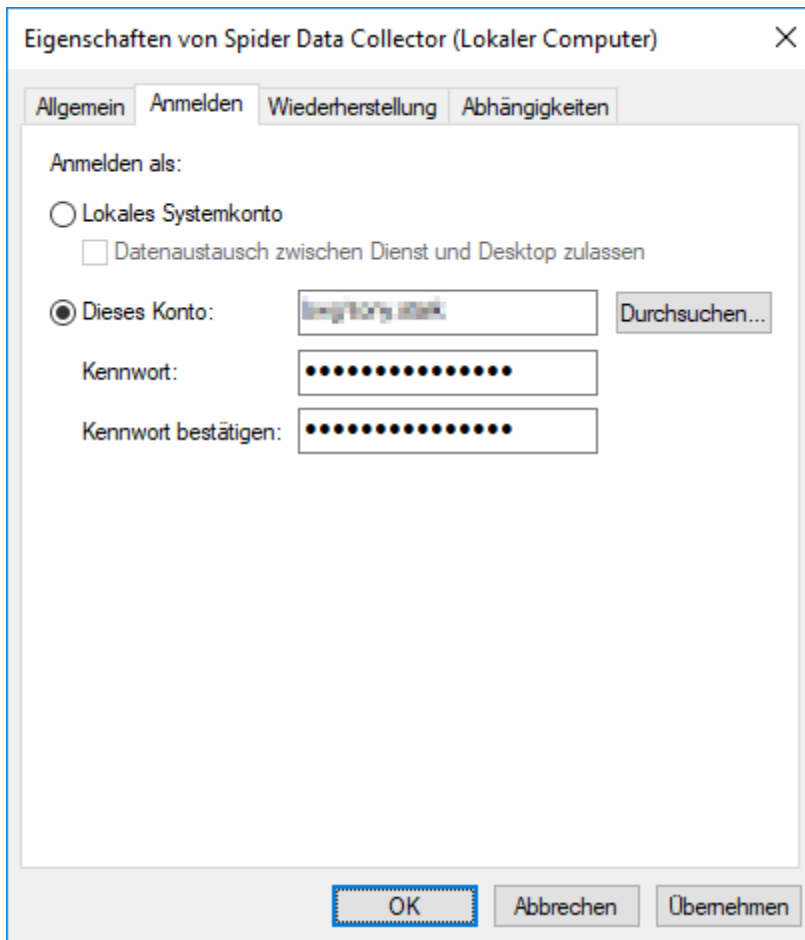 Eigenschaften von Spider Data Collector (Lokaler Computer)
Allgemein Anmelden Wiederherstellung Abhängigkeiten
Anmelden als:
Lokales Systemkonto
Datenaustausch zwischen Dienst und Desktop zulassen
Dieses Konto: Durchsuchen...
Kennwort: •••••••••••••••
Kennwort bestätigen: •••••••••••••••
OK Abbrechen Übernehmen